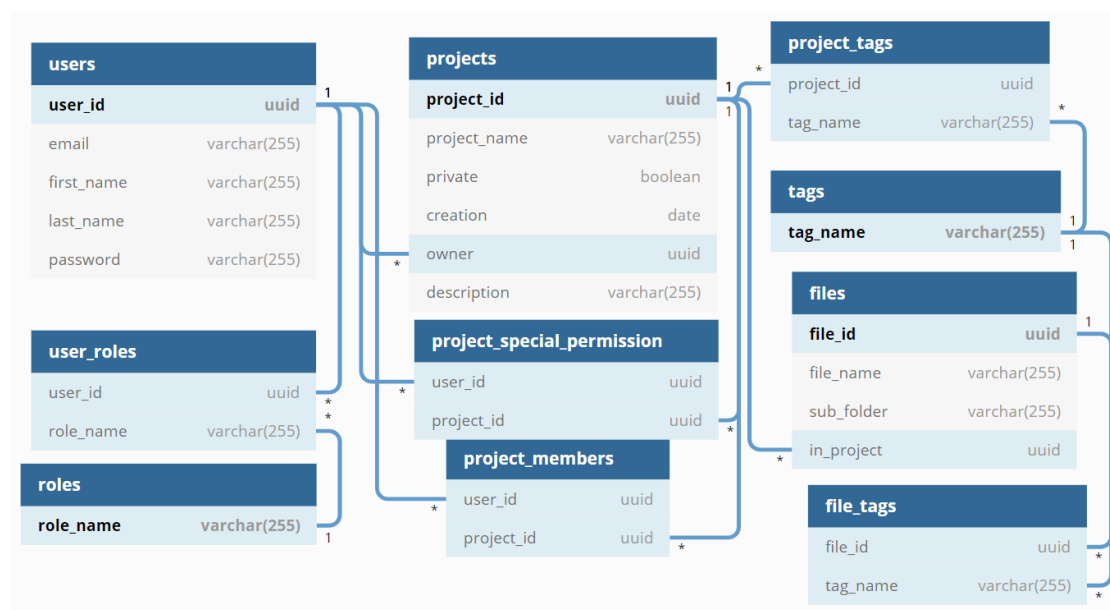 users
user_id uuid
email varchar(255)
first_name varchar(255)
last_name varchar(255)
password varchar(255)
user_roles
user_id uuid
role_name varchar(255)
roles
role_name varchar(255)
projects
project_id uuid
project_name varchar(255)
private boolean
creation date
owner uuid
description varchar(255)
project_special_permission
user_id uuid
project_id uuid
project_members
user_id uuid
project_id uuid
project_tags
project_id uuid
tag_name varchar(255)
tags
tag_name varchar(255)
files
file_id uuid
file_name varchar(255)
sub_folder varchar(255)
in_project uuid
file_tags
file_id uuid
tag_name varchar(255)
1
*
*
1
*
*
*
1
1
*
*
*
*
*
1
1
1
*
*